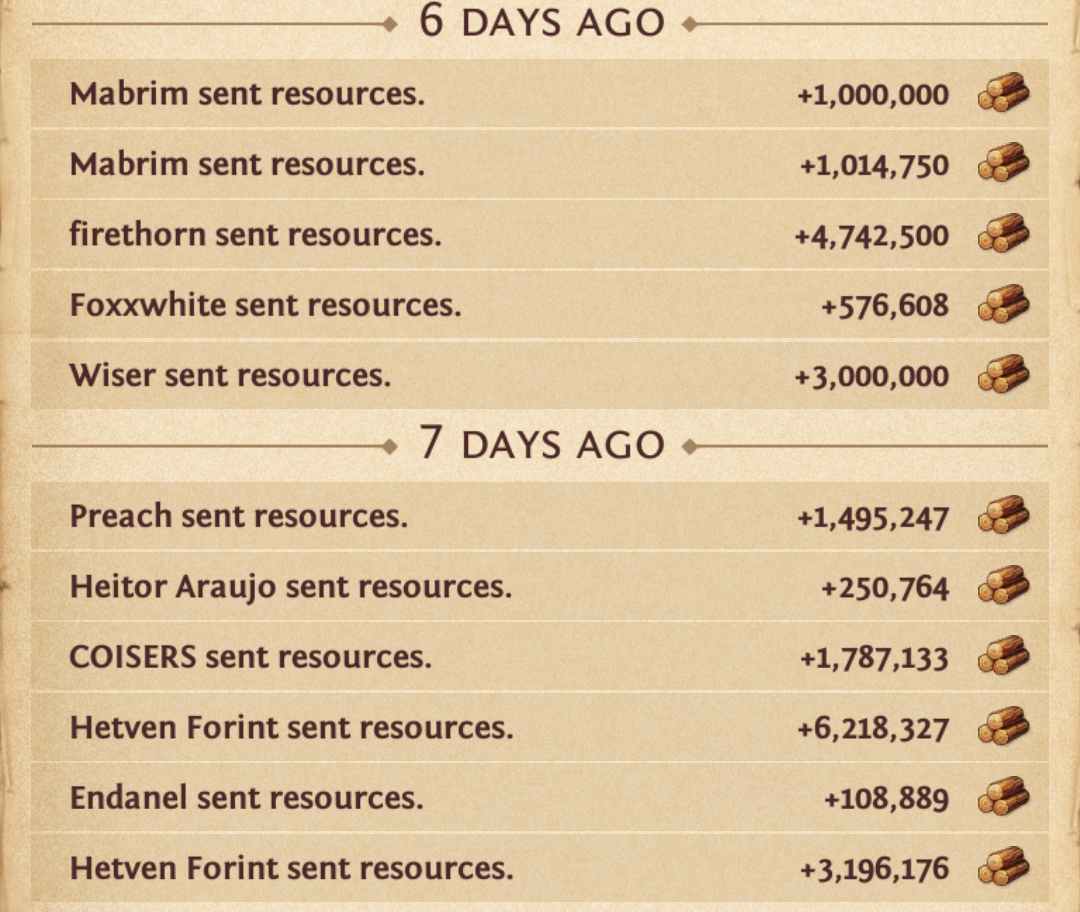 6 DAYS AGO
Mabrim sent resources. +1,000,000
Mabrim sent resources. +1,014,750
firethorn sent resources. +4,742,500
Foxxwhite sent resources. +576,608
Wiser sent resources. +3,000,000
7 DAYS AGO
Preach sent resources. +1,495,247
Heitor Araujo sent resources. +250,764
COISERS sent resources. +1,787,133
Hetven Forint sent resources. +6,218,327
Endanel sent resources. +108,889
Hetven Forint sent resources. +3,196,176